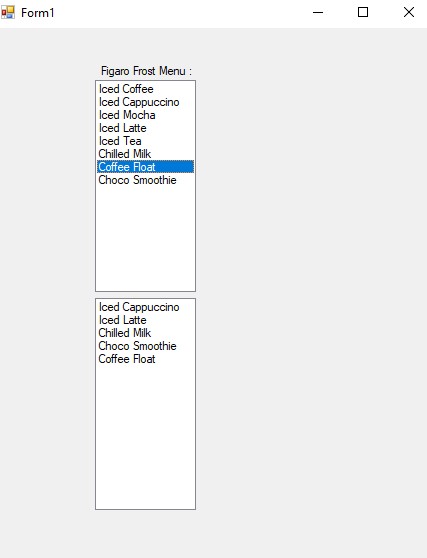 Form1
Figaro Frost Menu :
Iced Coffee
Iced Cappuccino
Iced Mocha
Iced Latte
Iced Tea
Chilled Milk
Coffee Float
Choco Smoothie
Iced Cappuccino
Iced Latte
Chilled Milk
Choco Smoothie
Coffee Float